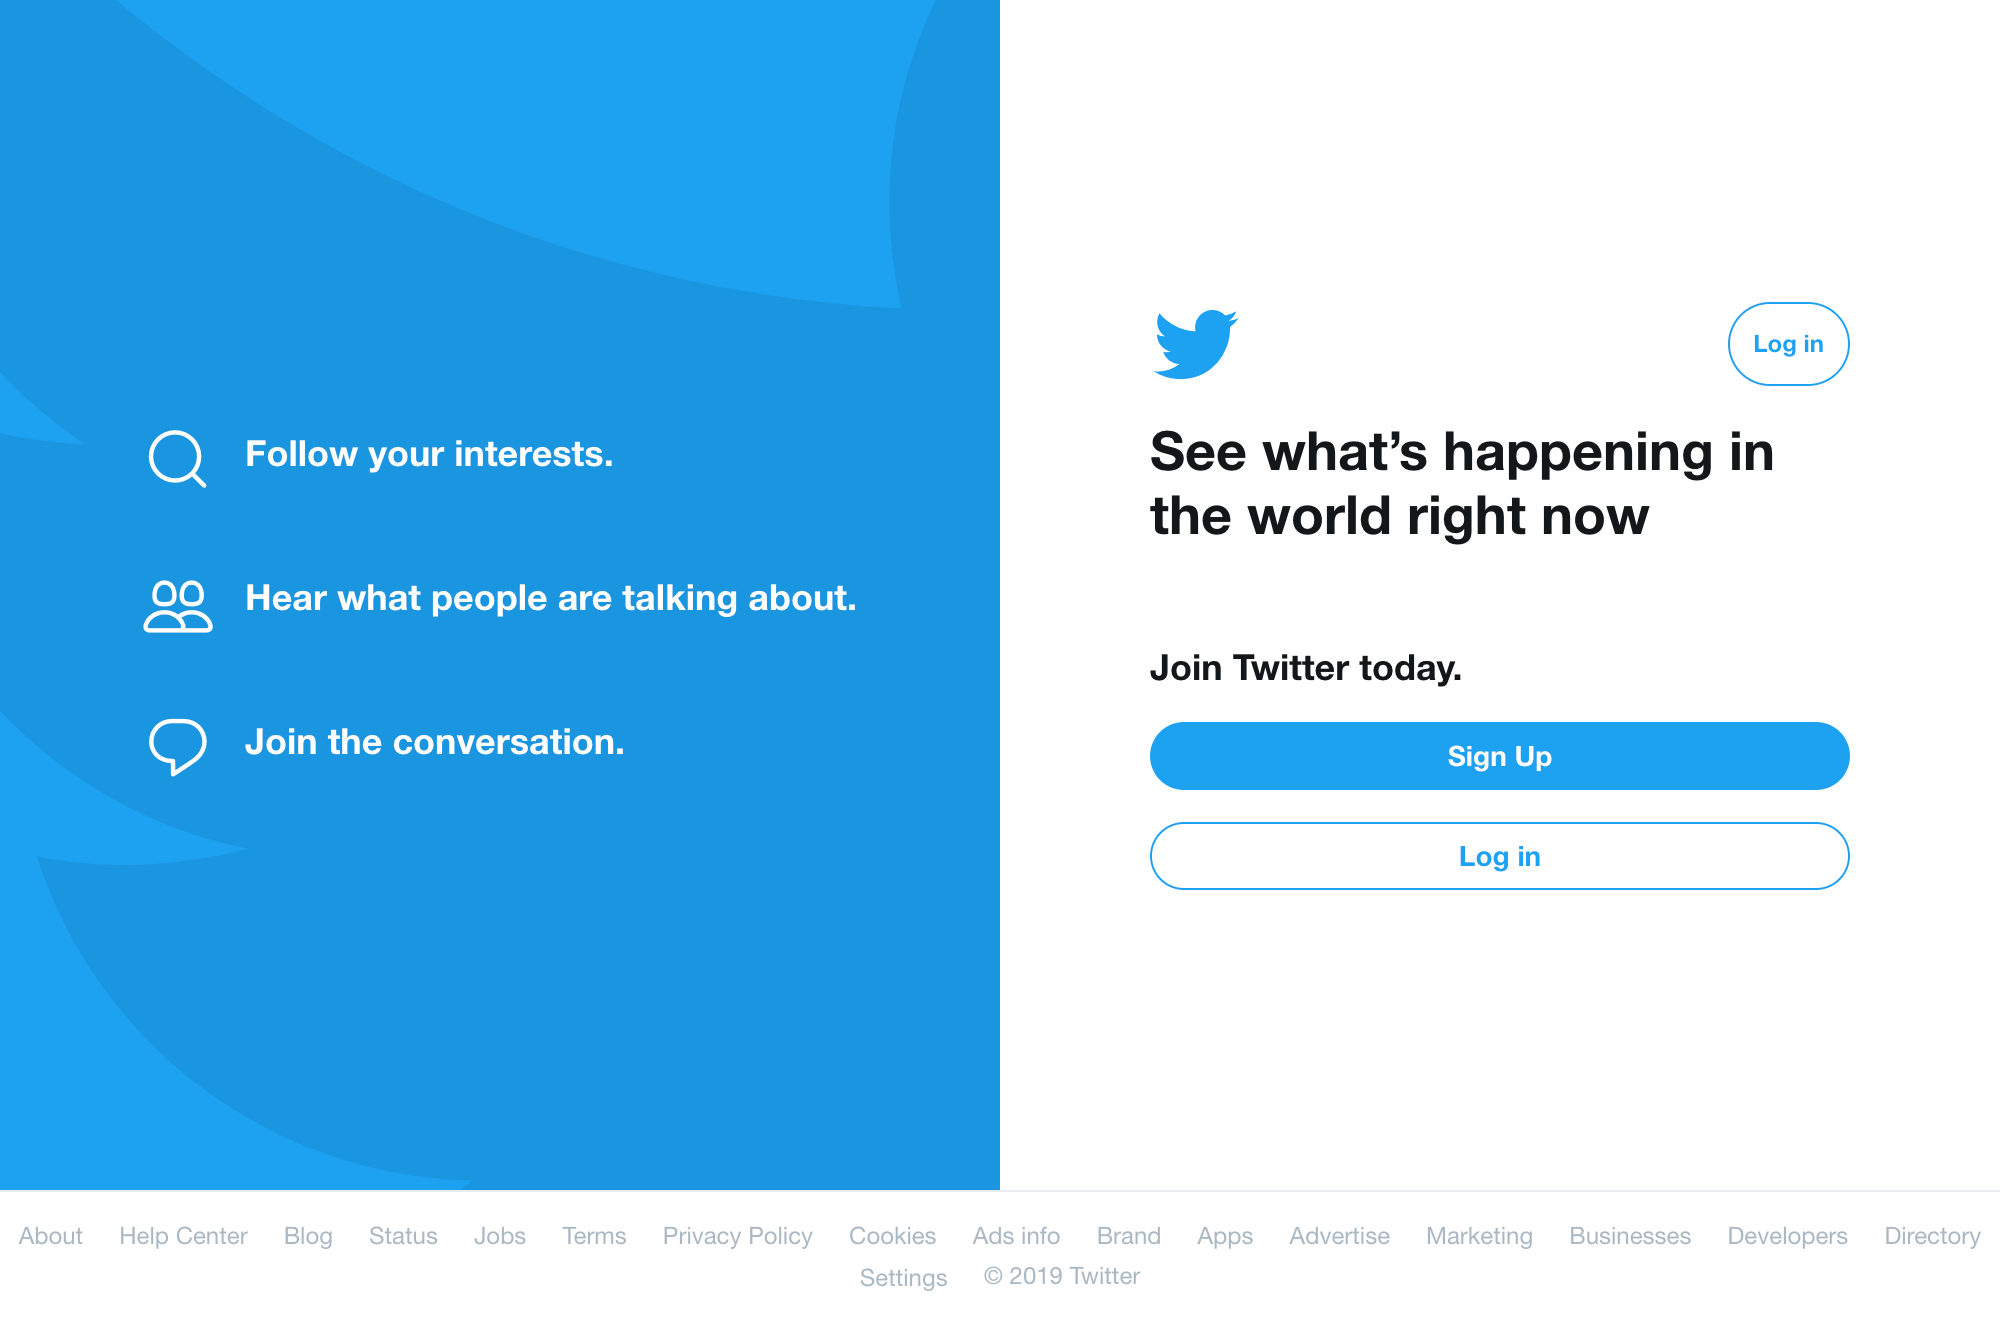 Follow your interests.
Hear what people are talking about.
Join the conversation.
Log in
See what’s happening in
the world right now
Join Twitter today.
Sign Up
Log in
About Help Center Blog Status Jobs Terms Privacy Policy Cookies Ads info Brand Apps Advertise Marketing Businesses Developers Directory
Settings © 2019 Twitter